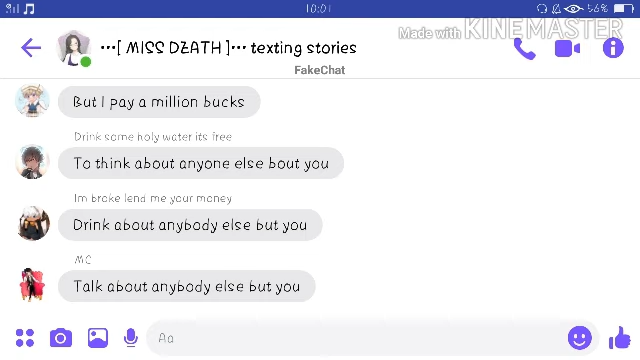 10:01
56%
Made with KINEMASTER
•••[ MISS DZATH ]••• texting stories
FakeChat
But I pay a million bucks
Drink some holy water its free
To think about anyone else bout you
Im broke lend me your money
Drink about anybody else but you
MC
Talk about anybody else but you
Aa